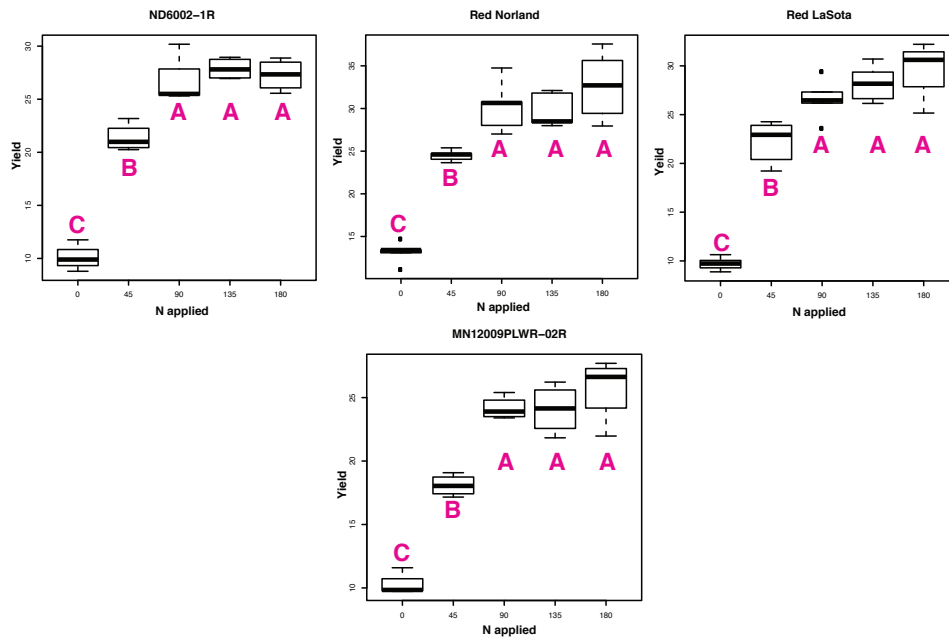 ND6002−1R
Yield
30
25
20
15
10
C
B
A
A
A
0
45
90
135
180
N applied
Red Norland
Yield
35
30
25
20
15
C
B
A
A
A
0
45
90
135
180
N applied
Red LaSota
Yeild
30
25
20
15
10
C
B
A
A
A
0
45
90
135
180
N applied
MN12009PLWR−02R
Yield
25
20
15
10
C
B
A
A
A
0
45
90
135
180
N applied